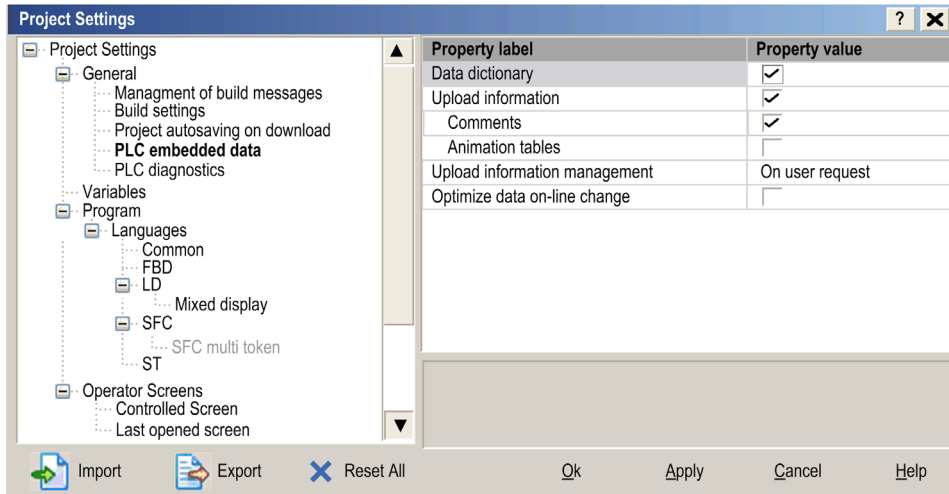 Project Settings ?
Project Settings
General
Managment of build messages
Build settings
Project autosaving on download
PLC embedded data
PLC diagnostics
Variables
Program
Languages
Common
FBD
LD
Mixed display
SFC
SFC multi token
ST
Operator Screens
Controlled Screen
Last opened screen
Property label Property value
Data dictionary
Upload information
Comments
Animation tables
Upload information management On user request
Optimize data on-line change
Import Export Reset All Ok Apply Cancel Help